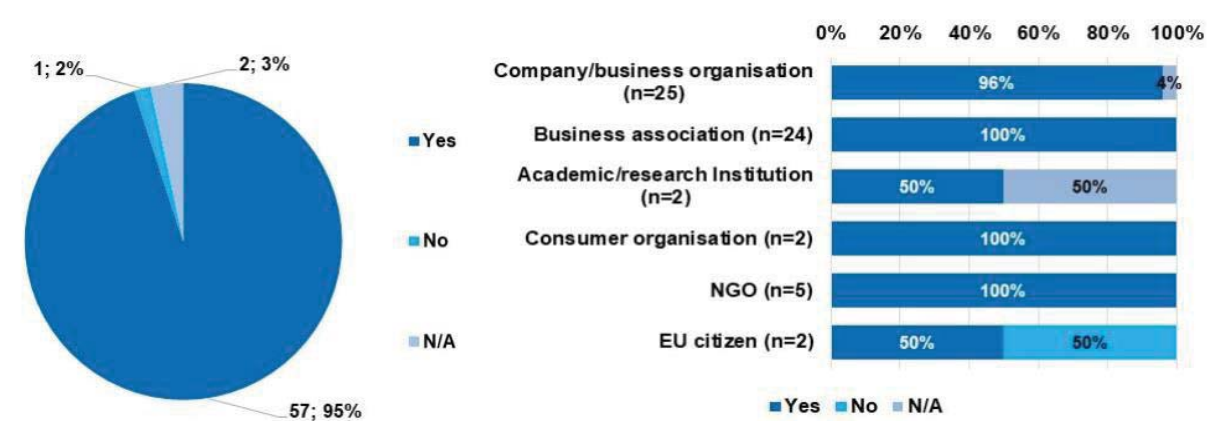 1; 2%
2; 3%
57; 95%
Yes
No
N/A
0% 20% 40% 60% 80% 100%
Company/business organisation
(n=25)
96%
4%
Business association (n=24)
100%
Academic/research Institution
(n=2)
50%
50%
Consumer organisation (n=2)
100%
NGO (n=5)
100%
EU citizen (n=2)
50%
50%
Yes No N/A